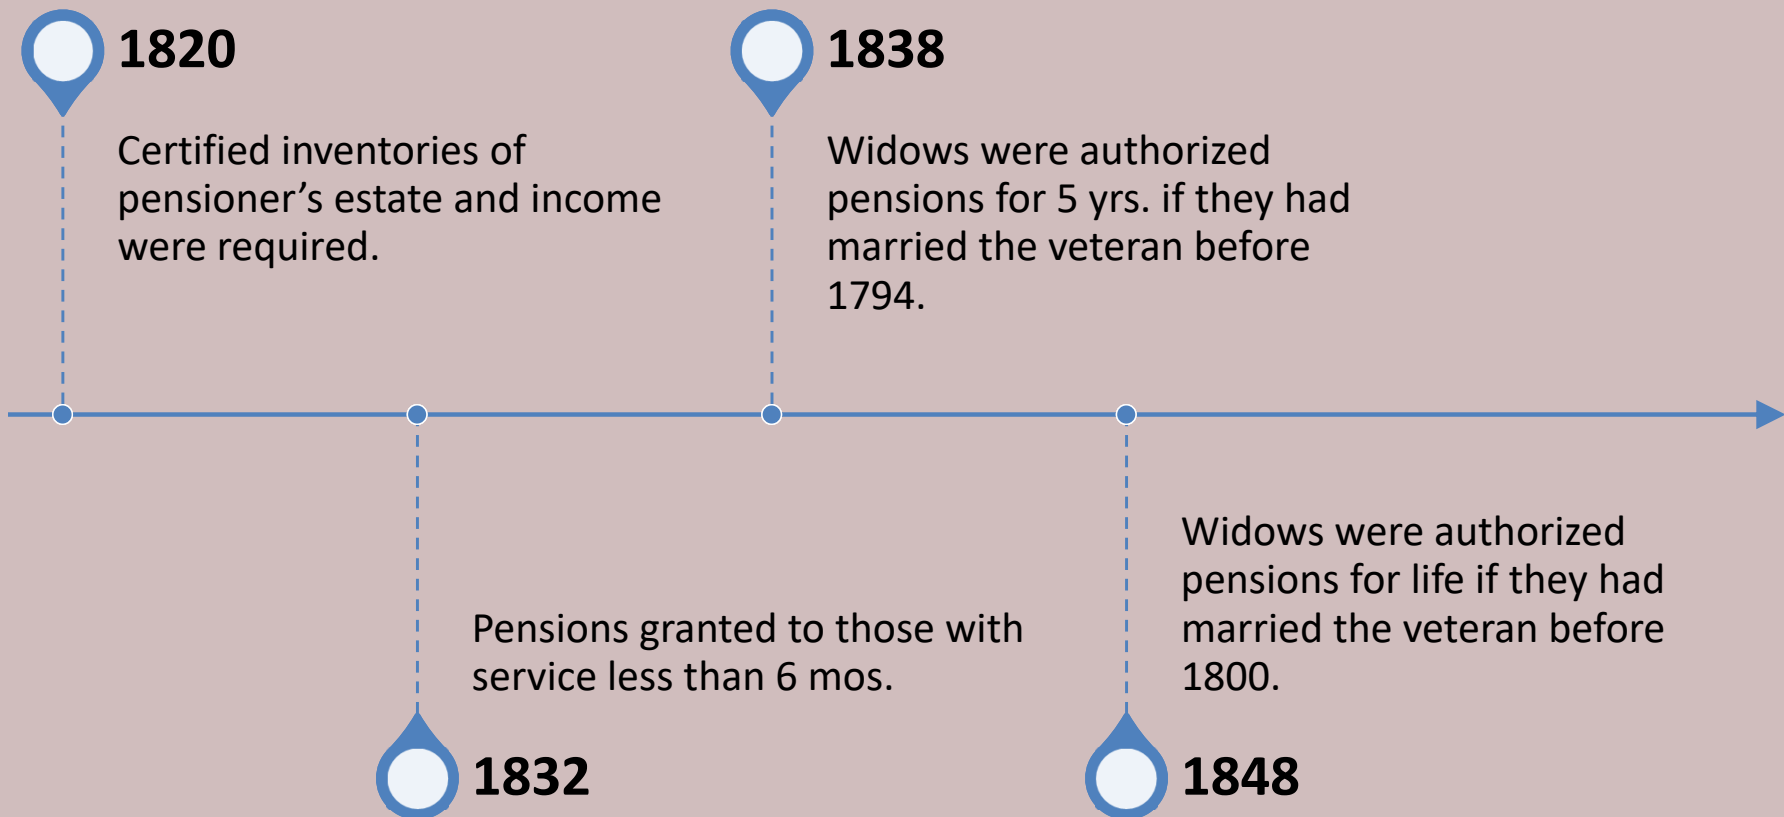 1820
Certified inventories of
pensioner’s estate and income
were required.
1838
Widows were authorized
pensions for 5 yrs. if they had
married the veteran before
1794.
Pensions granted to those with
service less than 6 mos.
1832
Widows were authorized
pensions for life if they had
married the veteran before
1800.
1848